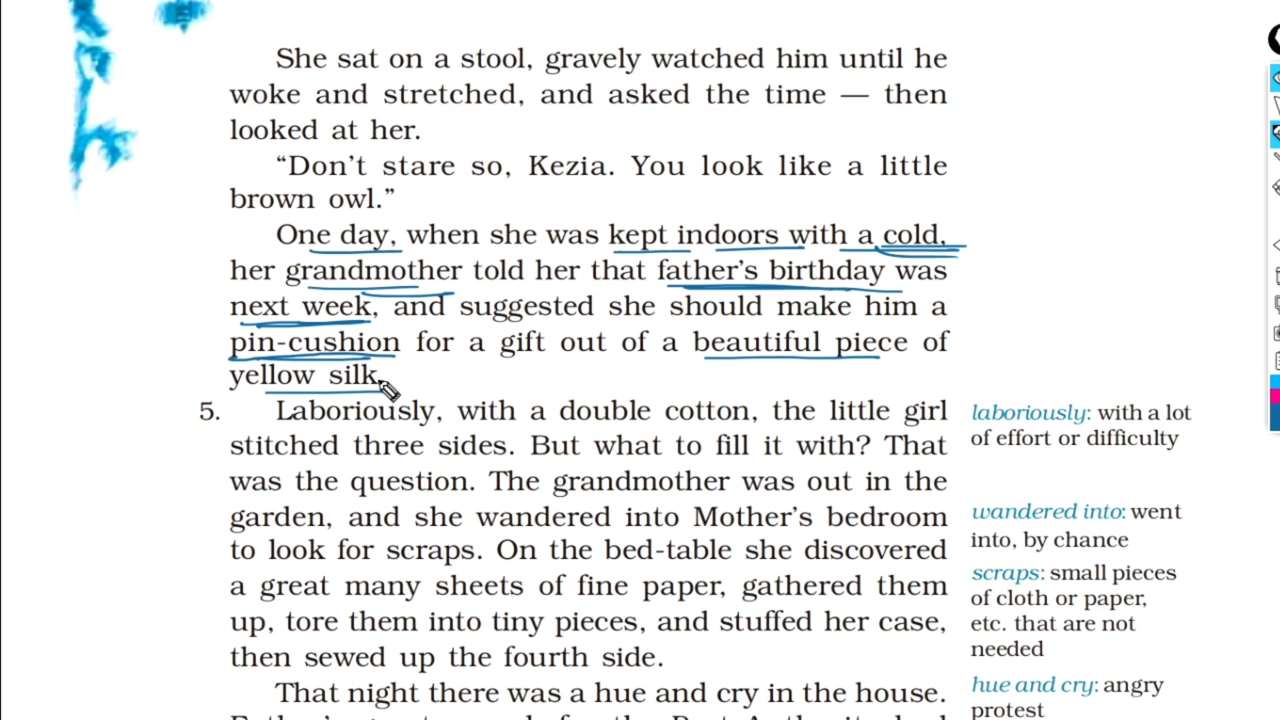 She sat on a stool, gravely watched him until he
woke and stretched, and asked the time — then
looked at her.
“Don’t stare so, Kezia. You look like a little
brown owl.”
One day, when she was kept indoors with a cold,
her grandmother told her that father’s birthday was
next week, and suggested she should make him a
pin-cushion for a gift out of a beautiful piece of
yellow silk.
5. Laboriously, with a double cotton, the little girl
stitched three sides. But what to fill it with? That
was the question. The grandmother was out in the
garden, and she wandered into Mother’s bedroom
to look for scraps. On the bed-table she discovered
a great many sheets of fine paper, gathered them
up, tore them into tiny pieces, and stuffed her case,
then sewed up the fourth side.
That night there was a hue and cry in the house.
laboriously: with a lot
of effort or difficulty
wandered into: went
into, by chance
scraps: small pieces
of cloth or paper,
etc. that are not
needed
hue and cry: angry
protest